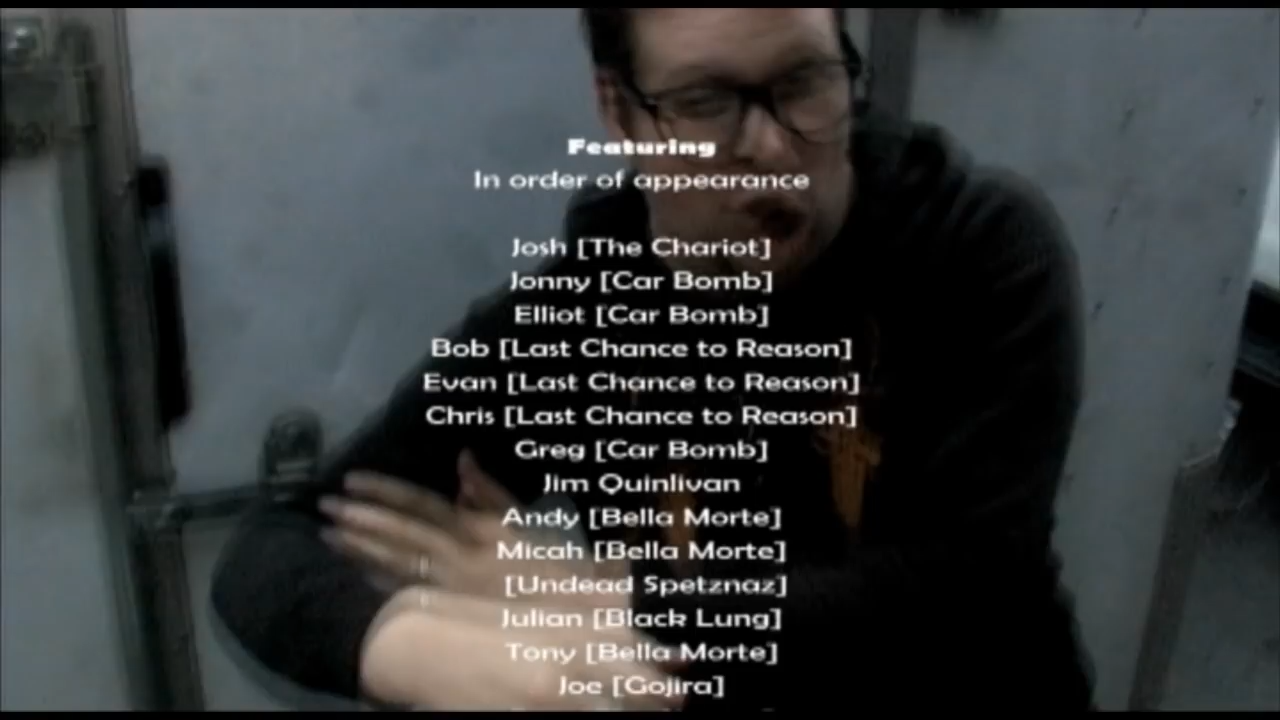 Featuring
In order of appearance
Josh [The Chariot]
Jonny [Car Bomb]
Elliot [Car Bomb]
Bob [Last Chance to Reason]
Evan [Last Chance to Reason]
Chris [Last Chance to Reason]
Greg [Car Bomb]
Jim Quinlivan
Andy [Bella Morte]
Micah [Bella Morte]
[Undead Spetznaz]
Julian [Black Lung]
Tony [Bella Morte]
Joe [Gojira]